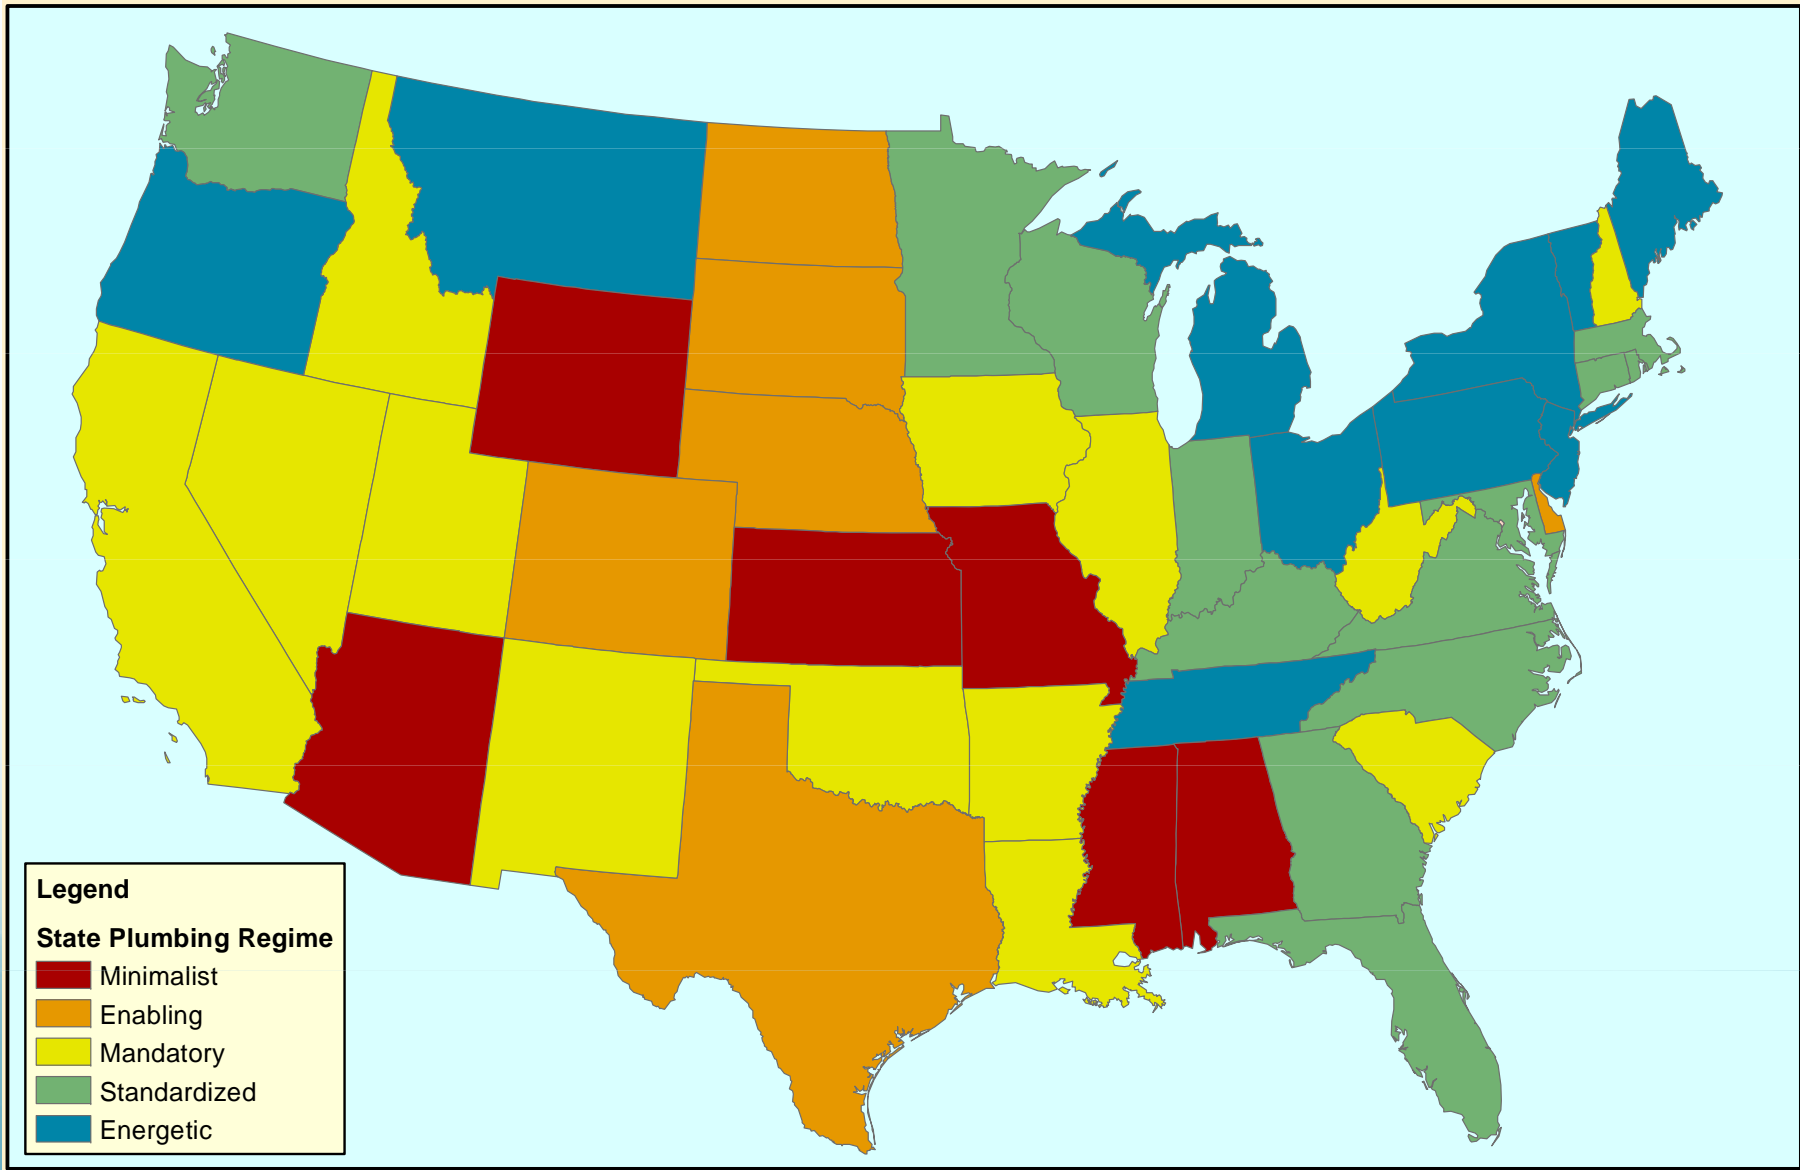 Legend
State Plumbing Regime
Minimalist
Enabling
Mandatory
Standardized
Energetic